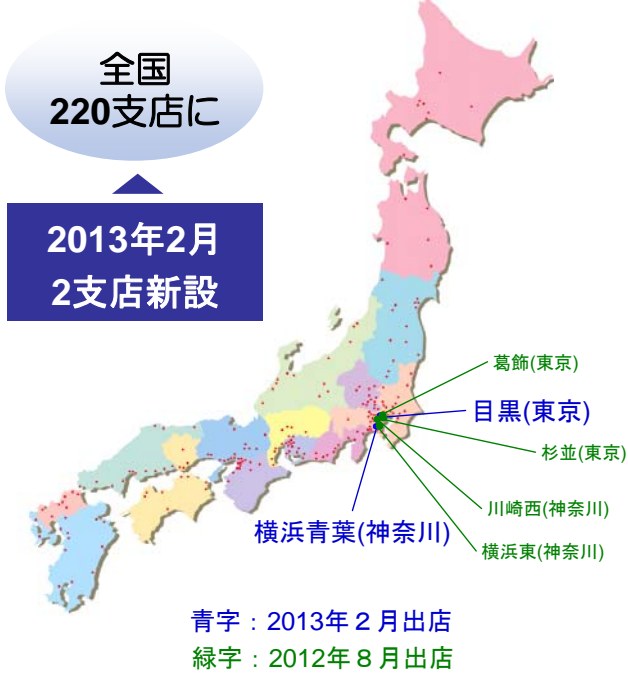 全国
220支店に
2013年2月
2支店新設
葛飾(東京)
目黒(東京)
杉並(東京)
川崎西(神奈川)
横浜青葉(神奈川)
横浜東(神奈川)
青字：2013年２月出店
緑字：2012年８月出店